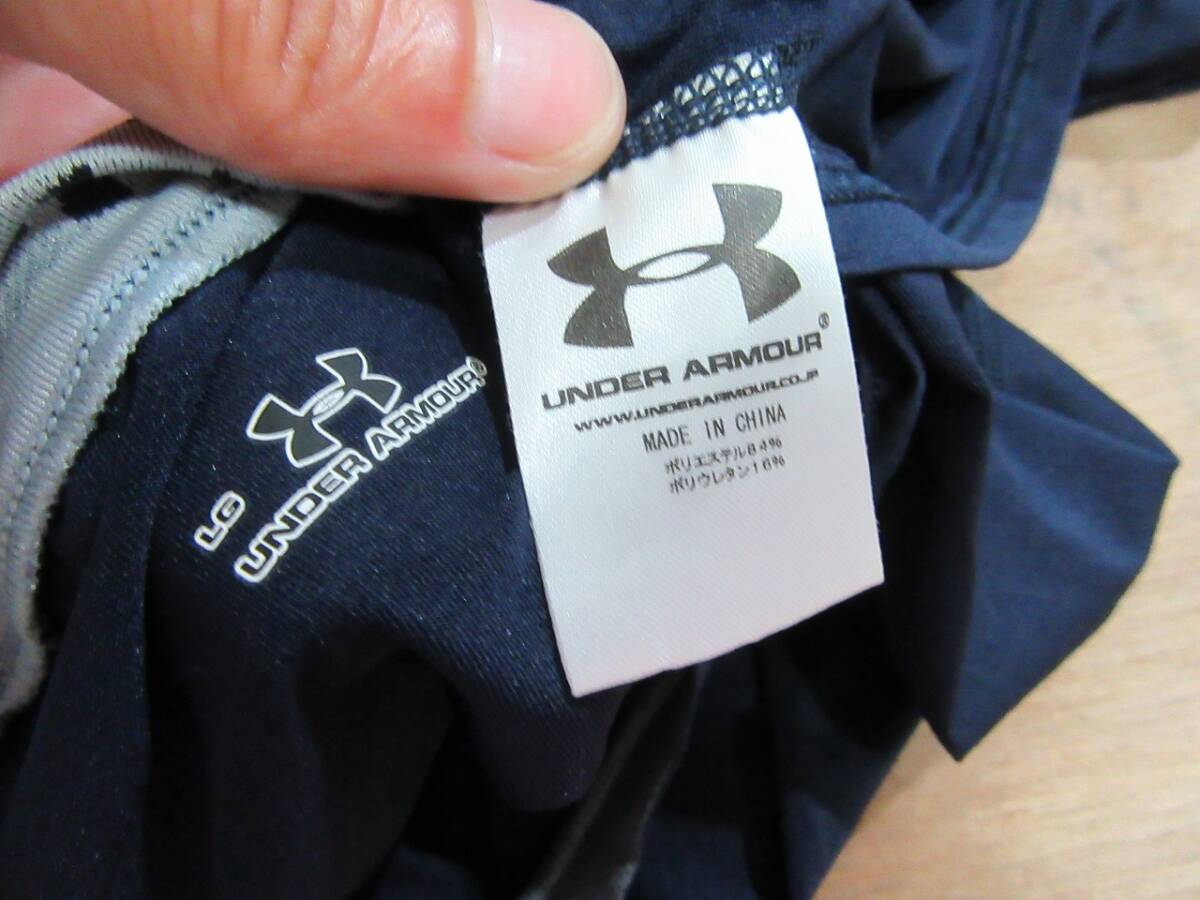 UNDER ARMOUR®
WWW.UNDERARMOUR.CO.JP
MADE IN CHINA
ポリエステル84%
ポリウレタン16%
UNDER ARMOUR®
LG